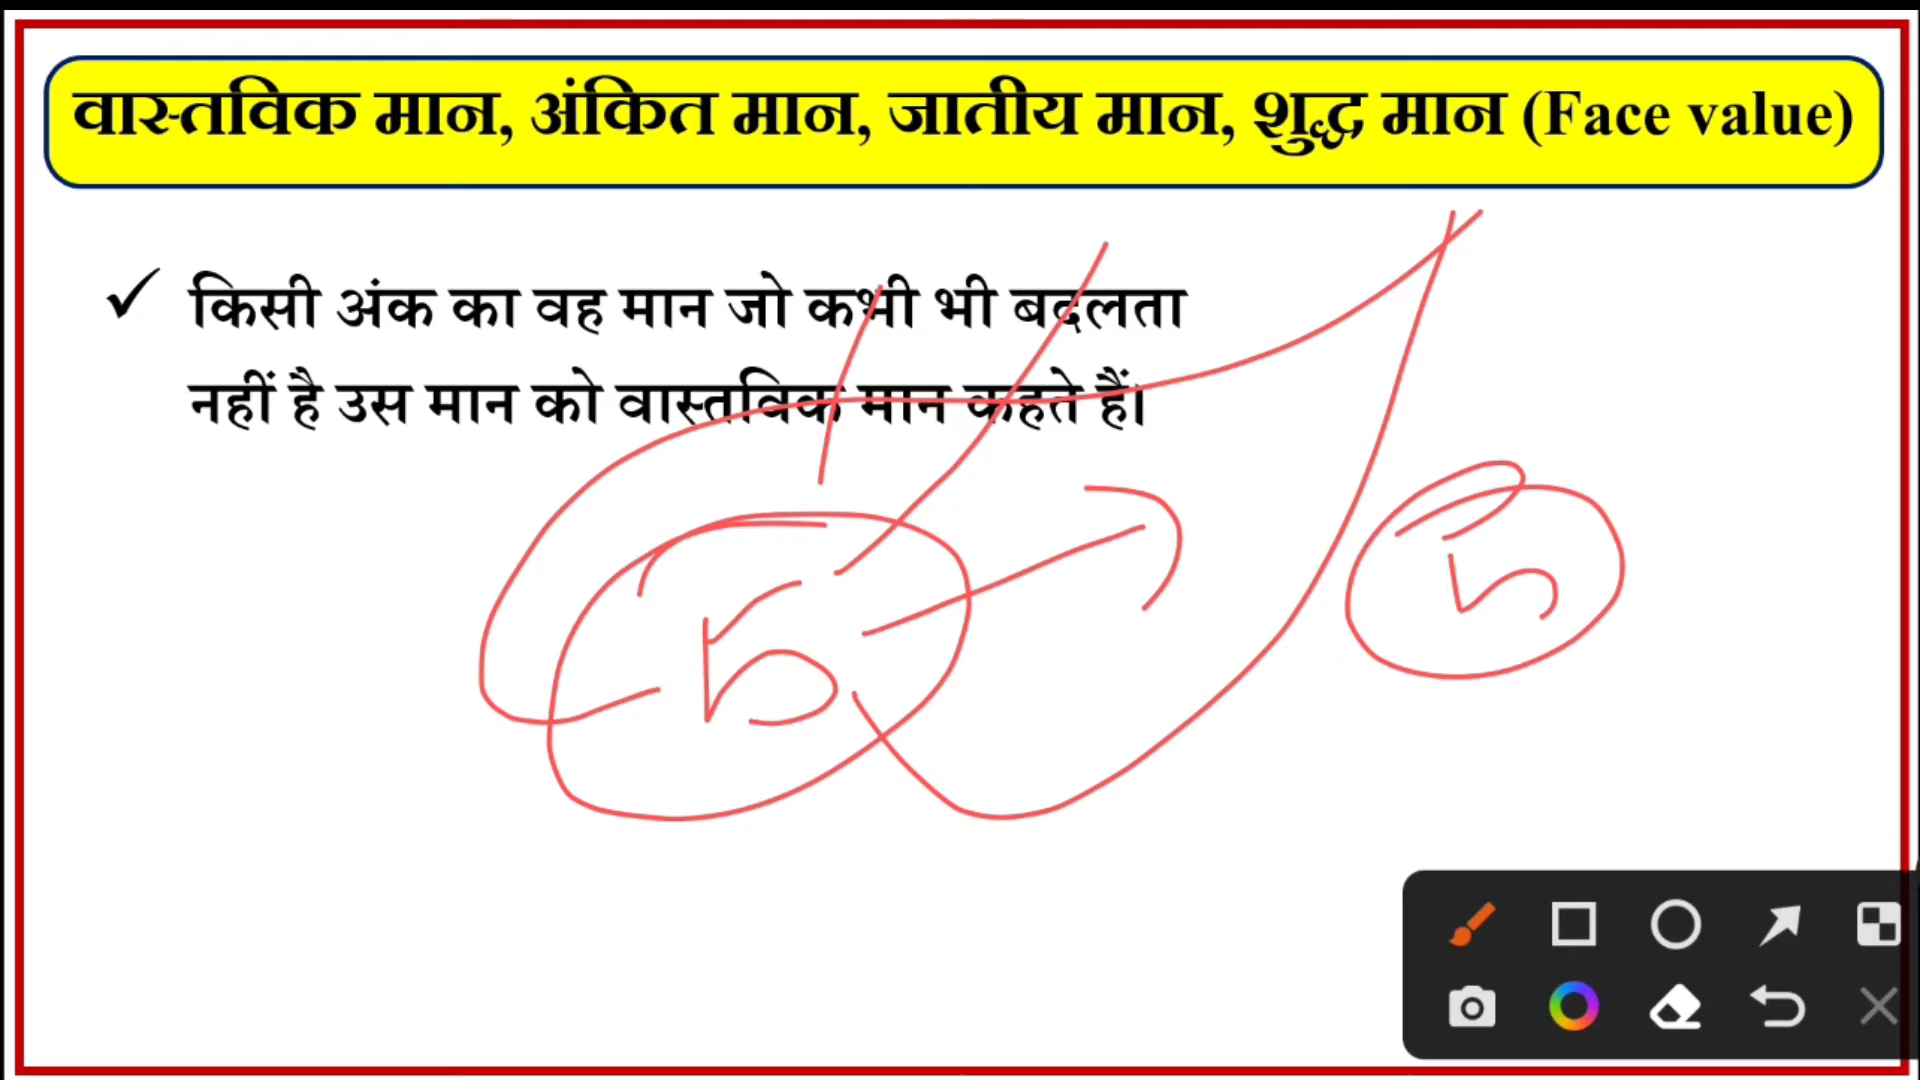 वास्तविक मान, अंकित मान, जातीय मान, शुद्ध मान (Face value)
✓ किसी अंक का वह मान जो कभी भी बदलता
नहीं है उस मान को वास्तविक मान कहते हैं।
5
5